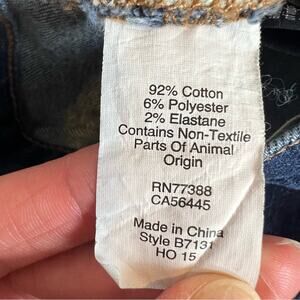 92% Cotton
6% Polyester
2% Elastane
Contains Non-Textile
Parts Of Animal
Origin
RN77388
CA56445
Made in China
Style B7131
HO 15